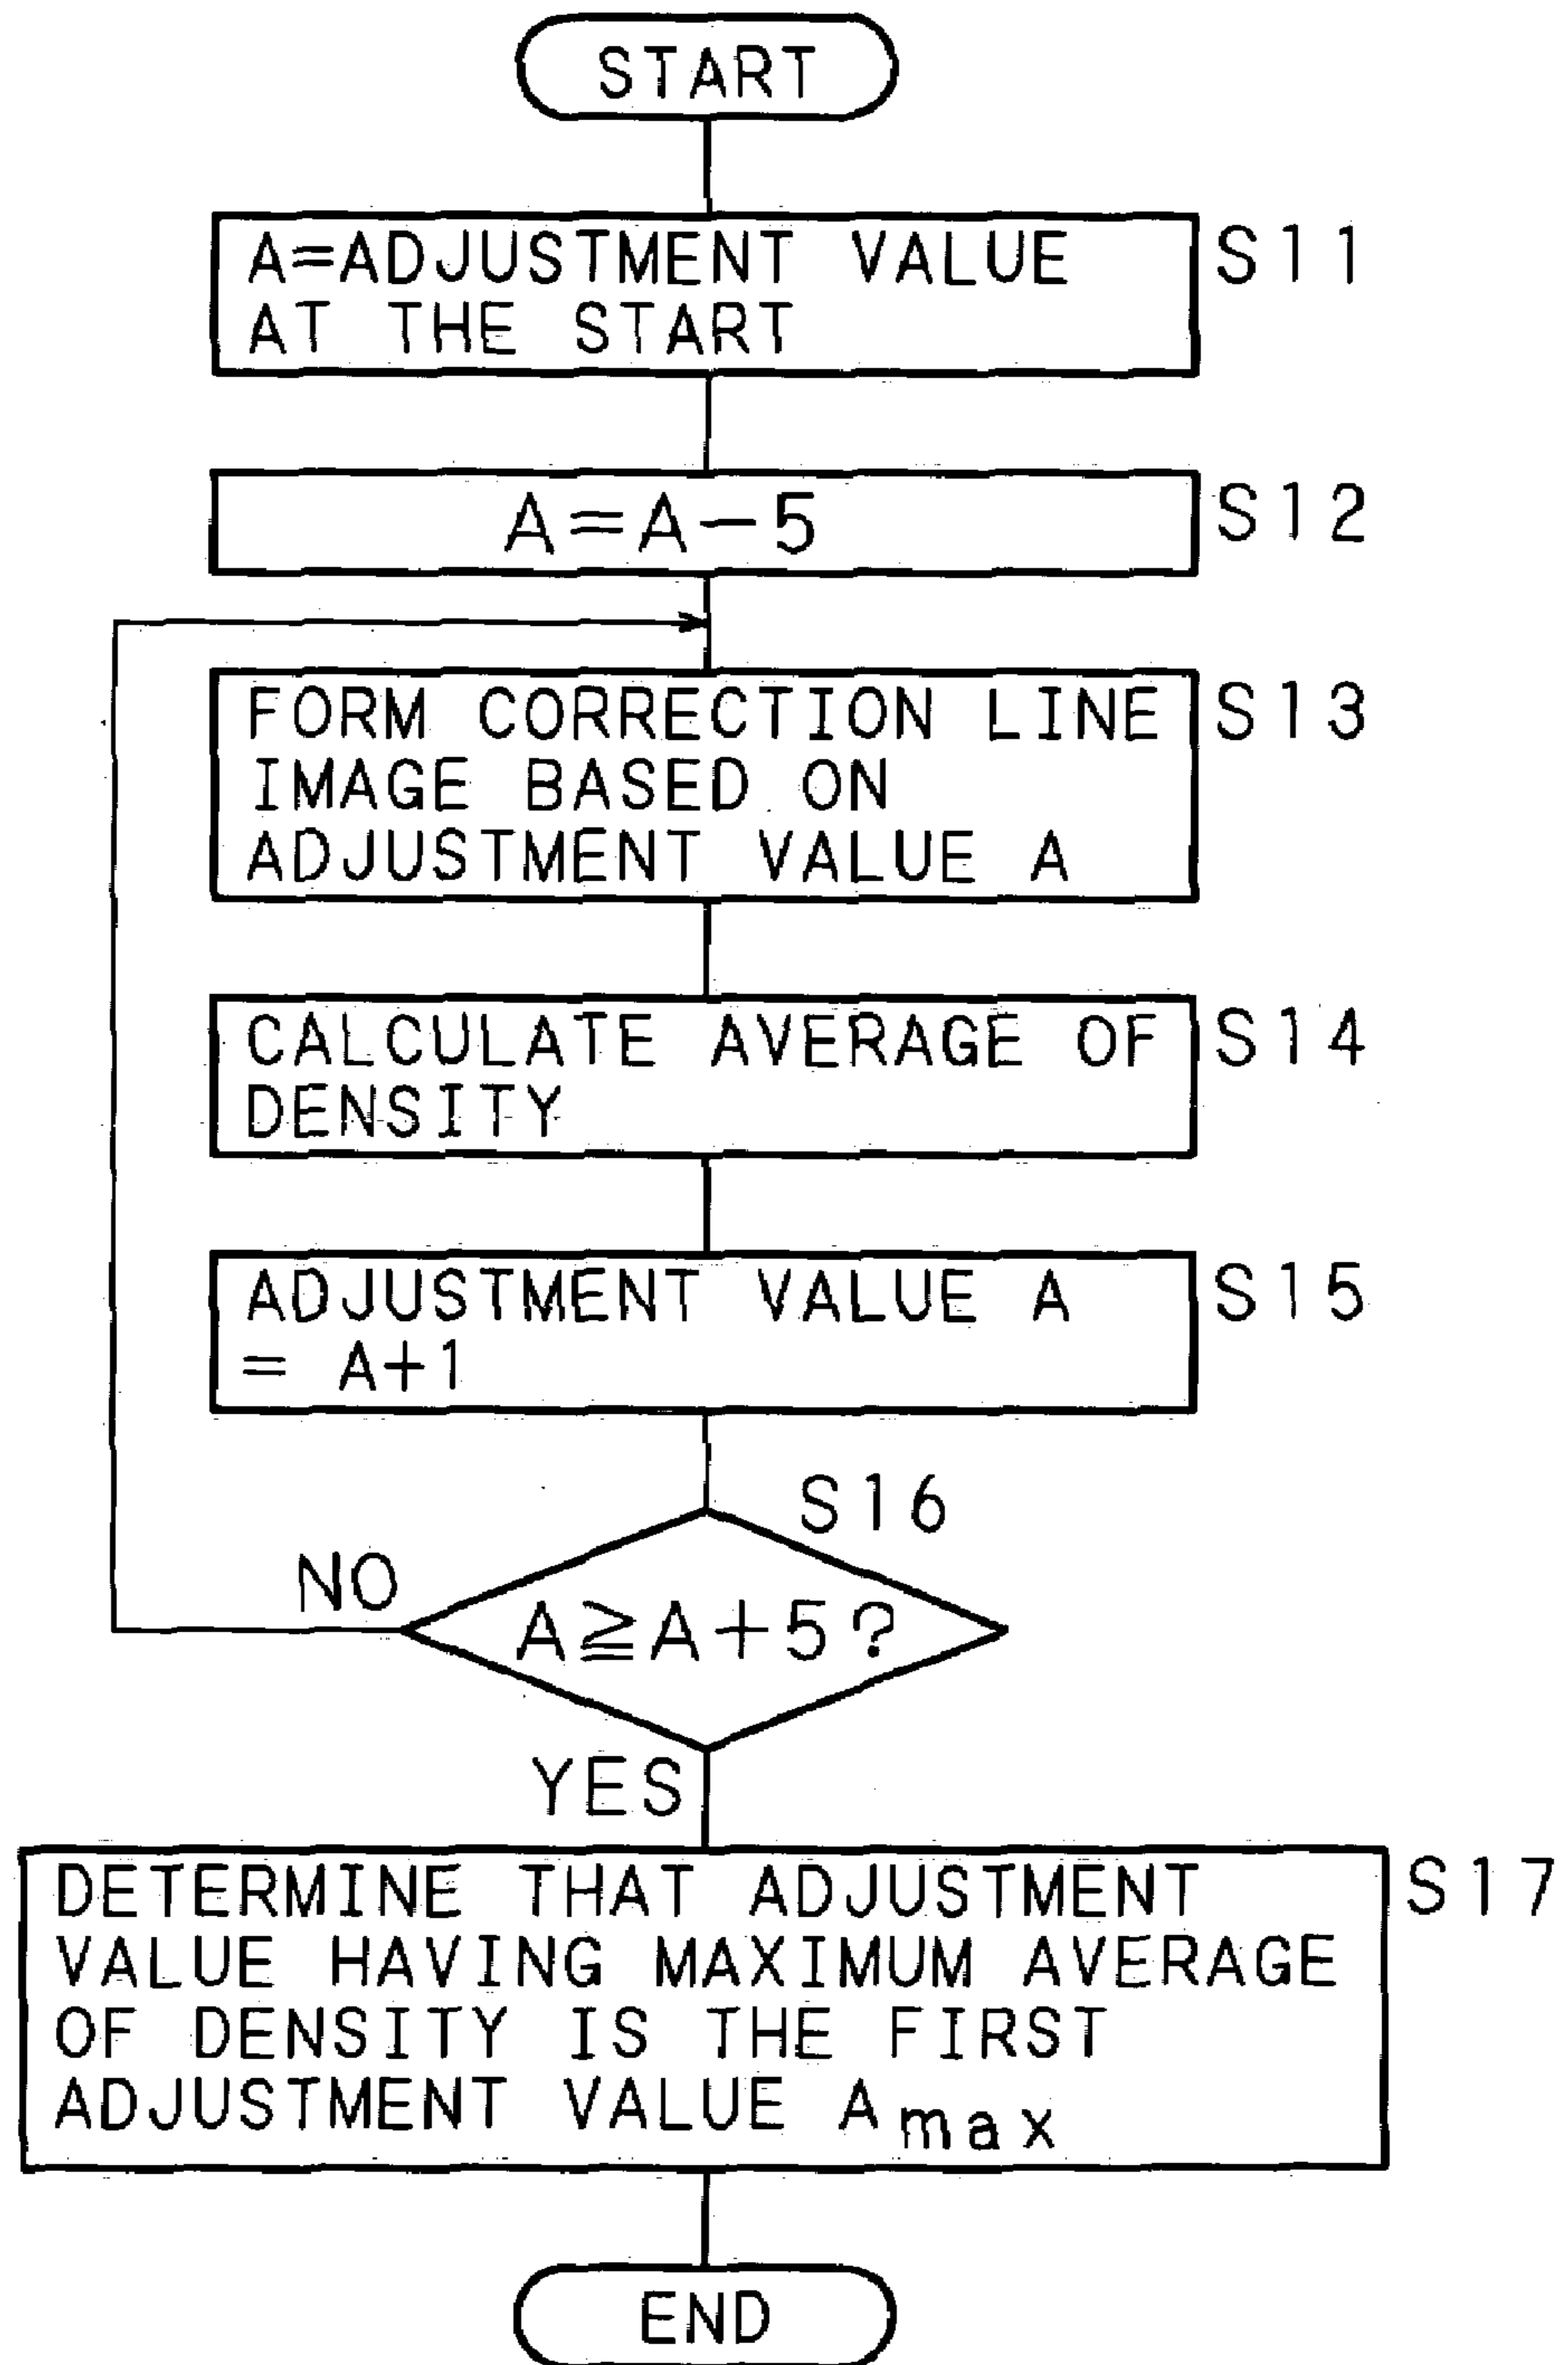 START
A=ADJUSTMENT VALUE
AT THE START
S11
A=A-5
S12
FORM CORRECTION LINE
IMAGE BASED ON
ADJUSTMENT VALUE A
S13
CALCULATE AVERAGE OF
DENSITY
S14
ADJUSTMENT VALUE A
= A+1
S15
S16
NO
A≧A+5?
YES
DETERMINE THAT ADJUSTMENT
VALUE HAVING MAXIMUM AVERAGE
OF DENSITY IS THE FIRST
ADJUSTMENT VALUE Amax
S17
END